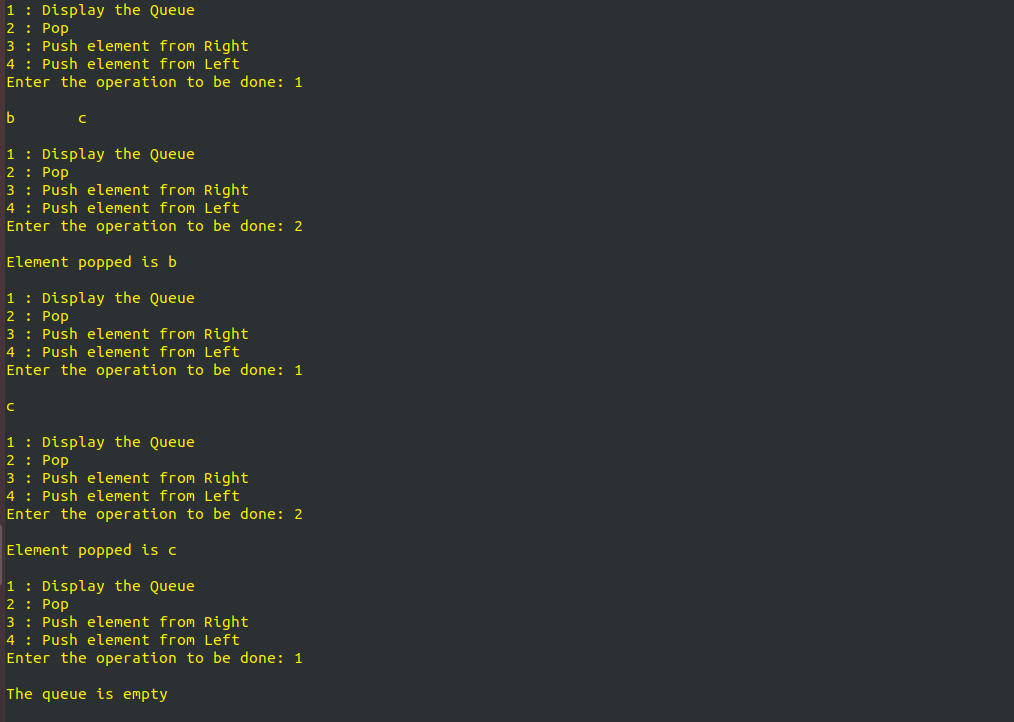 1 : Display the Queue
2 : Pop
3 : Push element from Right
4 : Push element from Left
Enter the operation to be done: 1
b       c
1 : Display the Queue
2 : Pop
3 : Push element from Right
4 : Push element from Left
Enter the operation to be done: 2
Element popped is b
1 : Display the Queue
2 : Pop
3 : Push element from Right
4 : Push element from Left
Enter the operation to be done: 1
c
1 : Display the Queue
2 : Pop
3 : Push element from Right
4 : Push element from Left
Enter the operation to be done: 2
Element popped is c
1 : Display the Queue
2 : Pop
3 : Push element from Right
4 : Push element from Left
Enter the operation to be done: 1
The queue is empty